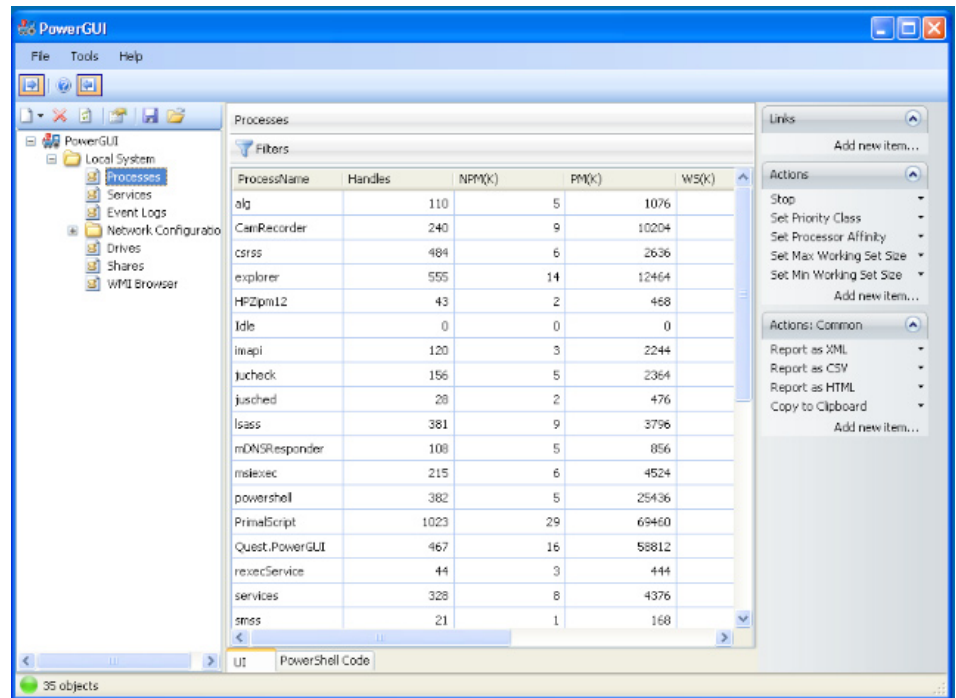 PowerGUI
File Tools Help
PowerGUI
Local System
Processes
Services
Event Logs
Network Configuratio
Drives
Shares
WMI Browser
Processes
Filters
ProcessName Handles NPM(K) PM(K) WS(K)
alg 110 5 1076
CamRecorder 240 9 10204
csrss 484 6 2636
explorer 555 14 12464
HPZipm12 43 2 468
Idle 0 0 0
imapi 120 3 2244
jucheck 156 5 2364
jusched 28 2 476
lsass 381 9 3796
mDNSResponder 108 5 856
msiexec 215 6 4524
powershell 382 5 25436
PrimalScript 1023 29 69460
Quest.PowerGUI 467 16 58812
rexecService 44 3 444
services 328 8 4376
smss 21 1 168
UI PowerShell Code
Links
Add new item...
Actions
Stop
Set Priority Class
Set Processor Affinity
Set Max Working Set Size
Set Min Working Set Size
Add new item...
Actions: Common
Report as XML
Report as CSV
Report as HTML
Copy to Clipboard
Add new item...
35 objects